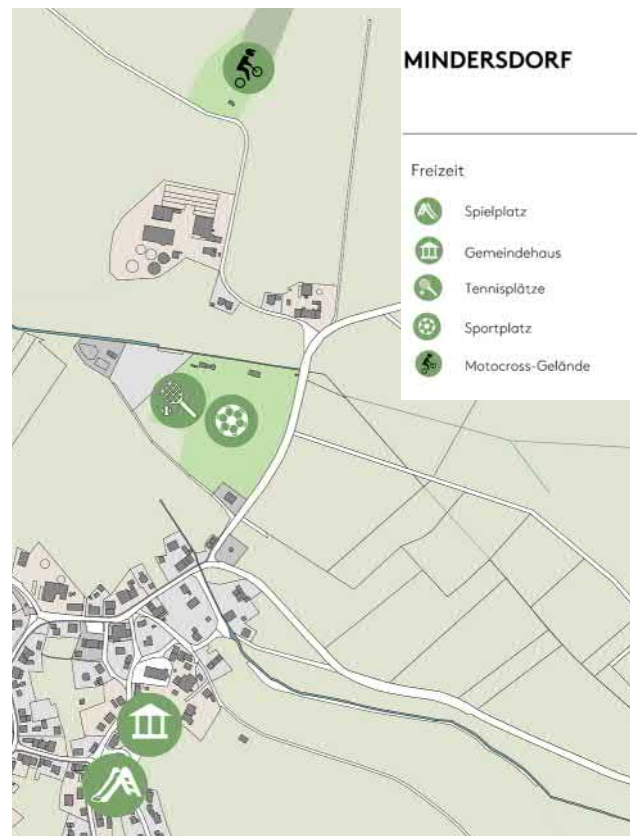 MINDERSDORF
Freizeit
Spielplatz
Gemeindehaus
Tennisplätze
Sportplatz
Motocross-Gelände